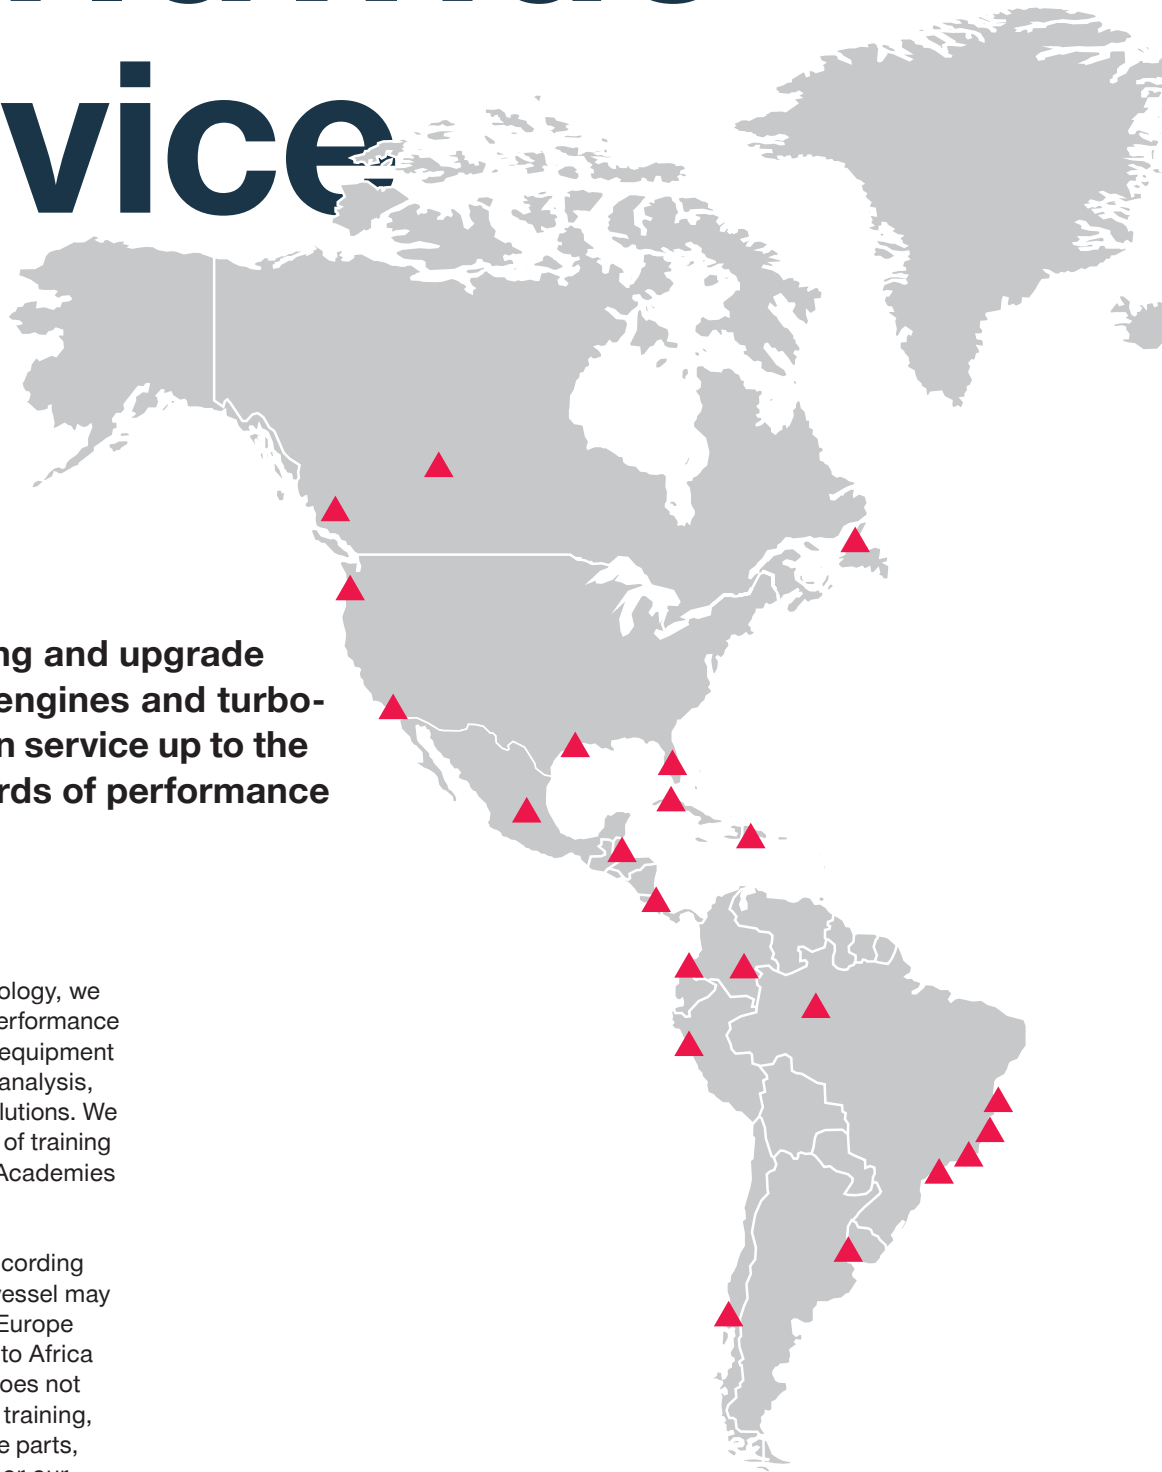 vice
ng and upgrade
engines and turbo-
n service up to the
rds of performance
ology, we
erformance
equipment
analysis,
lutions. We
of training
Academies
cording
vessel may
Europe
to Africa
oes not
training,
e parts,